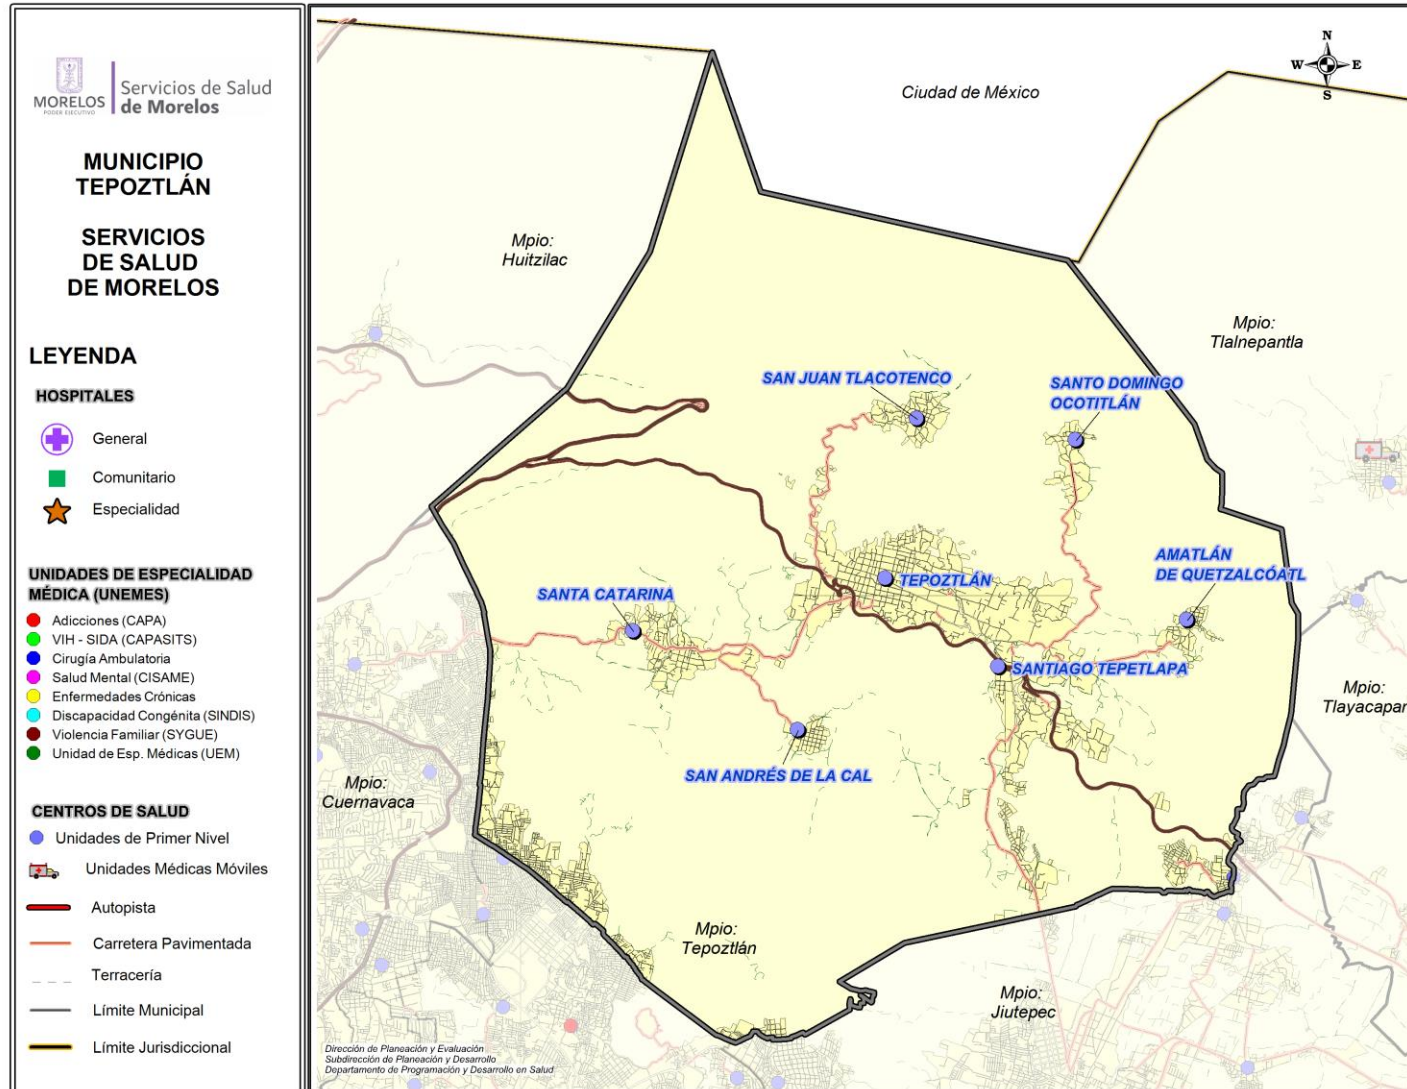 MORELOS
PODER EJECUTIVO
Servicios de Salud
de Morelos
MUNICIPIO
TEPOZTLÁN
SERVICIOS
DE SALUD
DE MORELOS
LEYENDA
HOSPITALES
General
Comunitario
Especialidad
UNIDADES DE ESPECIALIDAD
MÉDICA (UNEMES)
Adicciones (CAPA)
VIH - SIDA (CAPASITS)
Cirugía Ambulatoria
Salud Mental (CISAME)
Enfermedades Crónicas
Discapacidad Congénita (SINDIS)
Violencia Familiar (SYGUE)
Unidad de Esp. Médicas (UEM)
CENTROS DE SALUD
Unidades de Primer Nivel
Unidades Médicas Móviles
Autopista
Carretera Pavimentada
Terracería
Límite Municipal
Límite Jurisdiccional
N
W
E
S
Ciudad de México
Mpio:
Huitzilac
Mpio:
Tlalnepantla
SAN JUAN TLACOTENCO
SANTO DOMINGO
OCOTITLÁN
AMATLÁN
DE QUETZALCÓATL
TEPOZTLÁN
SANTA CATARINA
SANTIAGO TEPETLAPA
Mpio:
Tlayacapan
SAN ANDRÉS DE LA CAL
Mpio:
Cuernavaca
Mpio:
Tepoztlán
Mpio:
Jiutepec
Dirección de Planeación y Evaluación
Subdirección de Planeación y Desarrollo
Departamento de Programación y Desarrollo en Salud